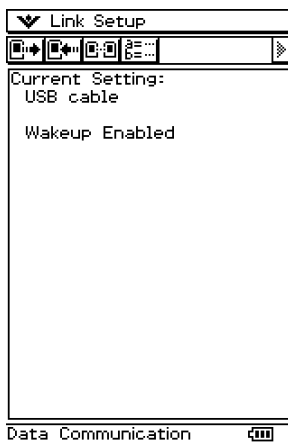 Link Setup
Current Setting:
USB cable
Wakeup Enabled
Data Communication